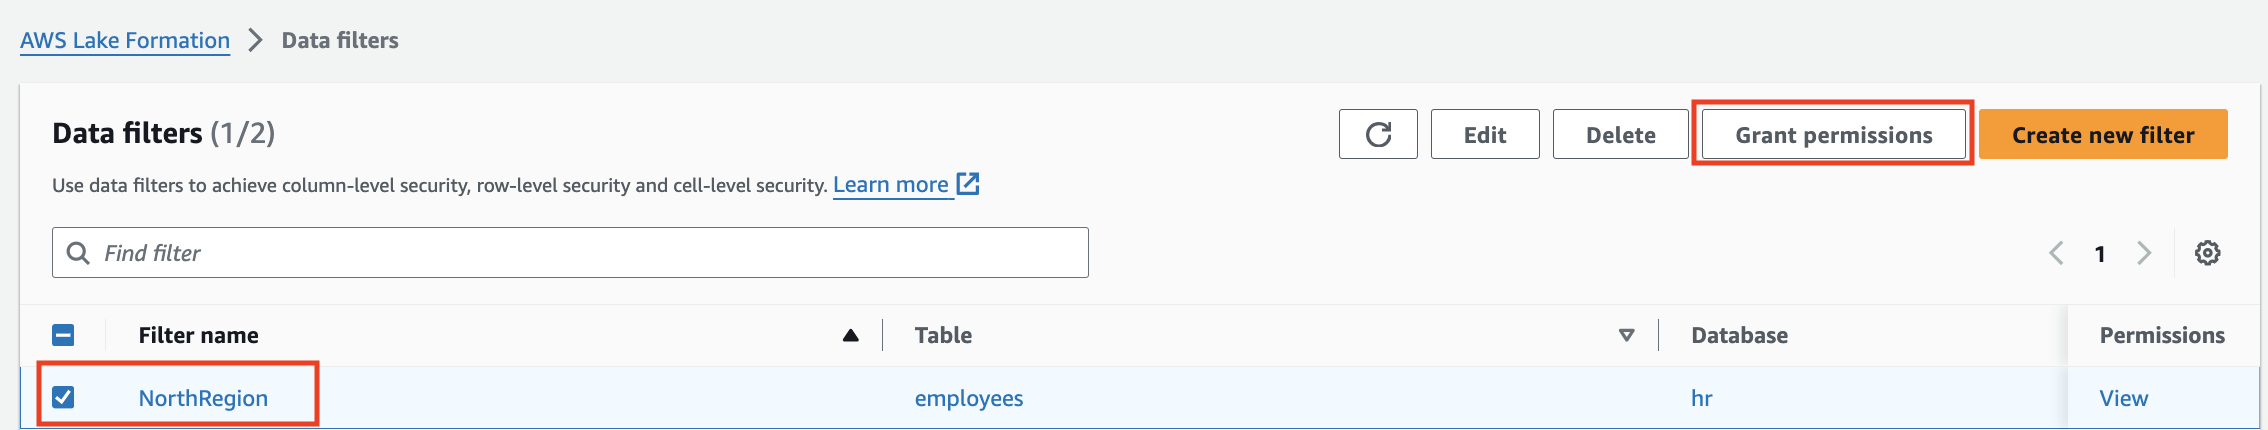 AWS Lake Formation > Data filters
Data filters (1/2)
Edit Delete Grant permissions Create new filter
Use data filters to achieve column-level security, row-level security and cell-level security. Learn more
Find filter
1
Filter name Table Database Permissions
NorthRegion employees hr View